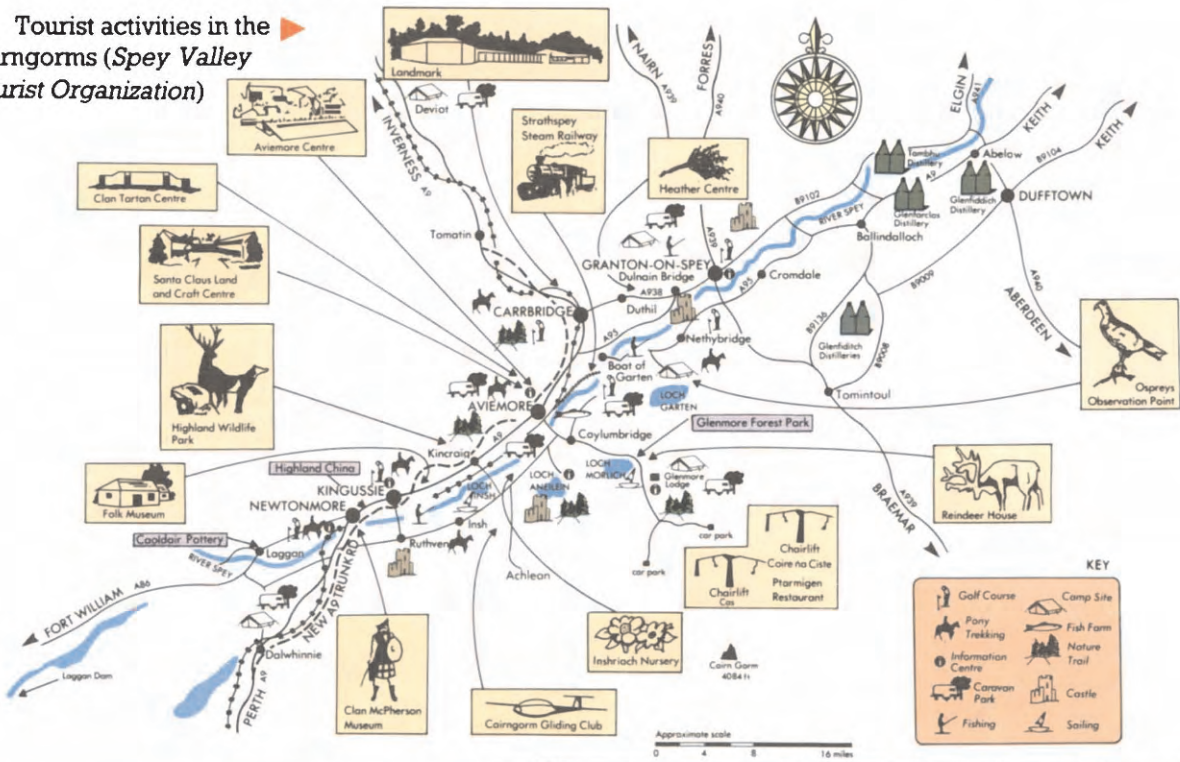 Tourist activities in the
rngorms (Spey Valley
urist Organization)
Landmark
Deviot
Aviemore Centre
Strathspey
Steam Railway
Heather Centre
Clan Tartan Centre
Santa Claus Land
and Craft Centre
Highland Wildlife
Park
Folk Museum
Highland China
Caoldair Pottery
NAIRN
A939
FORRES
A940
INVERNESS
A9
Tomatin
ELGIN
A941
KEITH
KEITH
B9104
Abelow
A9
DUFFTOWN
Glenfiddich
Distillery
Distillery
Glenfarclas
Distillery
Ballindalloch
B9102
RIVER SPEY
A939
GRANTON-ON-SPEY
Dulnain Bridge
Cromdale
A95
A938
Duthil
CARRBRIDGE
A95
Nethybridge
Boat of
Garten
LOCH
GARTEN
B9136
B9009
B9008
Glenfiditch
Distilleries
Tomintoul
A940
ABERDEEN
Ospreys
Observation Point
AVIEMORE
Coylumbridge
Glenmore Forest Park
Kincraig
A9
LOCH
MORLICH
Glenmore
Lodge
LOCH
ANEILEIN
LOCH
INSH
KINGUSSIE
NEWTONMORE
Insh
Ruthven
Achlean
car park
car park
Reindeer House
A939
BRAEMAR
Laggan
RIVER SPEY
A86
FORT WILLIAM
NEW A9 TRUNK RD
Laggan Dam
Dalwhinnie
PERTH
A9
Clan McPherson
Museum
Cairngorm Gliding Club
Inshriach Nursery
Chairlift
Coire na Ciste
Ptarmigen
Restaurant
Chairlift
Cas
Cairn Gorm
4084 ft
Approximate scale
0 4 8 16 miles
KEY
Golf Course
Camp Site
Pony
Trekking
Fish Farm
Information
Centre
Nature
Trail
Caravan
Park
Castle
Fishing
Sailing